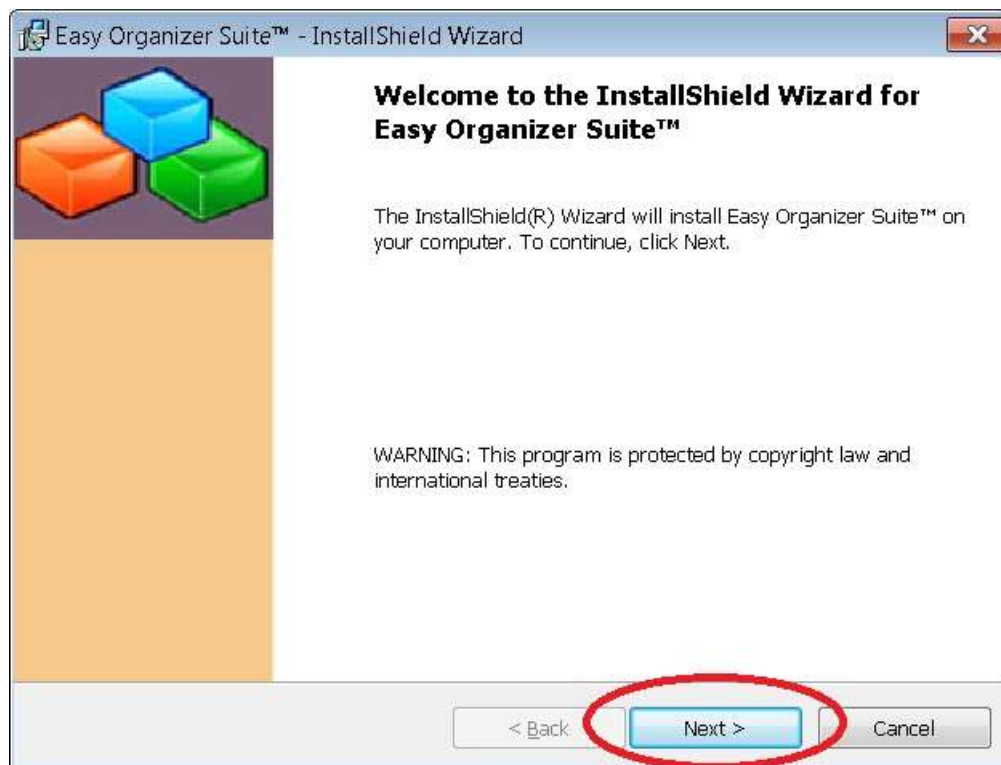 Easy Organizer Suite™ - InstallShield Wizard
Welcome to the InstallShield Wizard for
Easy Organizer Suite™
The InstallShield(R) Wizard will install Easy Organizer Suite™ on
your computer. To continue, click Next.
WARNING: This program is protected by copyright law and
international treaties.
< Back Next > Cancel